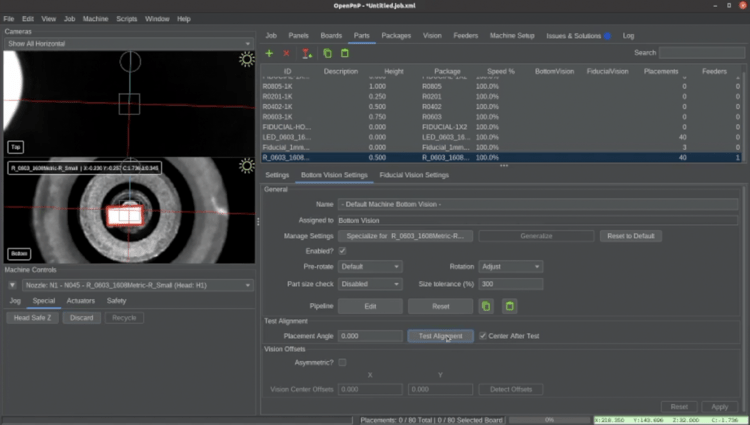 OpenPnP - *Untitled.job.xml
File Edit View Job Machine Scripts Window Help
Cameras
Show All Horizontal
Top
Bottom
Machine Controls
Nozzle: N1 - N045 - R_0603_1608Metric-R_Small (Head: H1)
Jog Special Actuators Safety
Head Safe Z Discard Recycle
Job Panels Boards Parts Packages Vision Feeders Machine Setup Issues & Solutions Log
Search
ID Description Height Package Speed % BottomVision FiducialVision Placements Feeders
R0805-1K 1.000 R0805 100.0% 0 0
R0201-1K 0.250 R0201 100.0% 0 0
R0402-1K 0.500 R0402 100.0% 0 0
R0603-1K 0.750 R0603 100.0% 0 0
FIDUCIAL-HO... 0.000 FIDUCIAL-1X2 100.0% 0 0
LED_0603_16... 0.000 LED_0603_16... 100.0% 40 0
Fiducial_1mm... 0.000 Fiducial_1mm... 100.0% 3 0
R_0603_1608... 0.500 R_0603_1608... 100.0% 40 1
Settings Bottom Vision Settings Fiducial Vision Settings
General
Name - Default Machine Bottom Vision -
Assigned to Bottom Vision
Manage Settings Specialize for R_0603_1608Metric-R... Generalize Reset to Default
Enabled?
Pre-rotate Default Rotation Adjust
Part size check Disabled Size tolerance (%) 300
Pipeline Edit Reset
Test Alignment
Placement Angle 0.000 Test Alignment Center After Test
Vision Offsets
Asymmetric?
X Y
Vision Center Offsets 0.000 0.000 Detect Offsets
Reset Apply
Placements: 0 / 80 Total | 0 / 80 Selected Board 0%